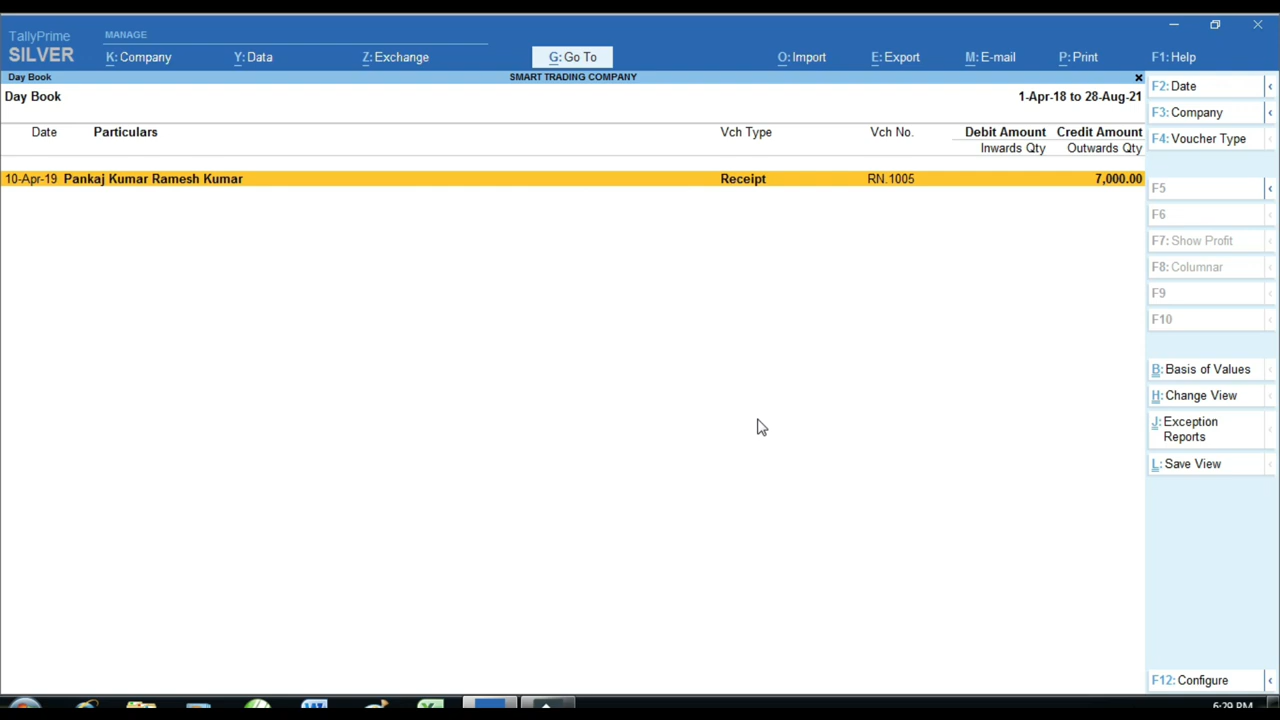 TallyPrime
MANAGE
SILVER
K: Company
Y: Data
Z: Exchange
G: Go To
O: Import
E: Export
M: E-mail
P: Print
F1: Help
Day Book
SMART TRADING COMPANY
Day Book
1-Apr-18 to 28-Aug-21
Date Particulars Vch Type Vch No. Debit Amount Credit Amount
Inwards Qty Outwards Qty
10-Apr-19 Pankaj Kumar Ramesh Kumar Receipt RN.1005 7,000.00
F2: Date
F3: Company
F4: Voucher Type
F5
F6
F7: Show Profit
F8: Columnar
F9
F10
B: Basis of Values
H: Change View
J: Exception
Reports
L: Save View
F12: Configure
6:29 PM